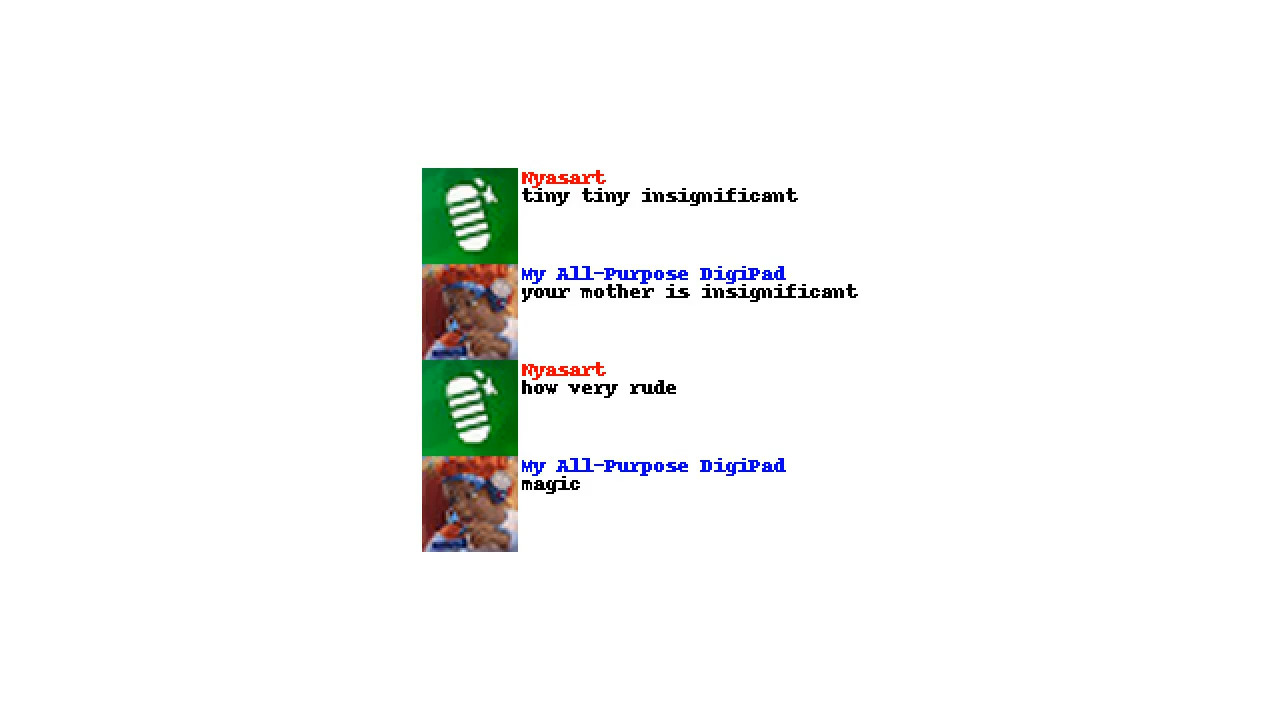 Nyasart
tiny tiny insignificant
My All-Purpose DigiPad
your mother is insignificant
Nyasart
how very rude
My All-Purpose DigiPad
magic